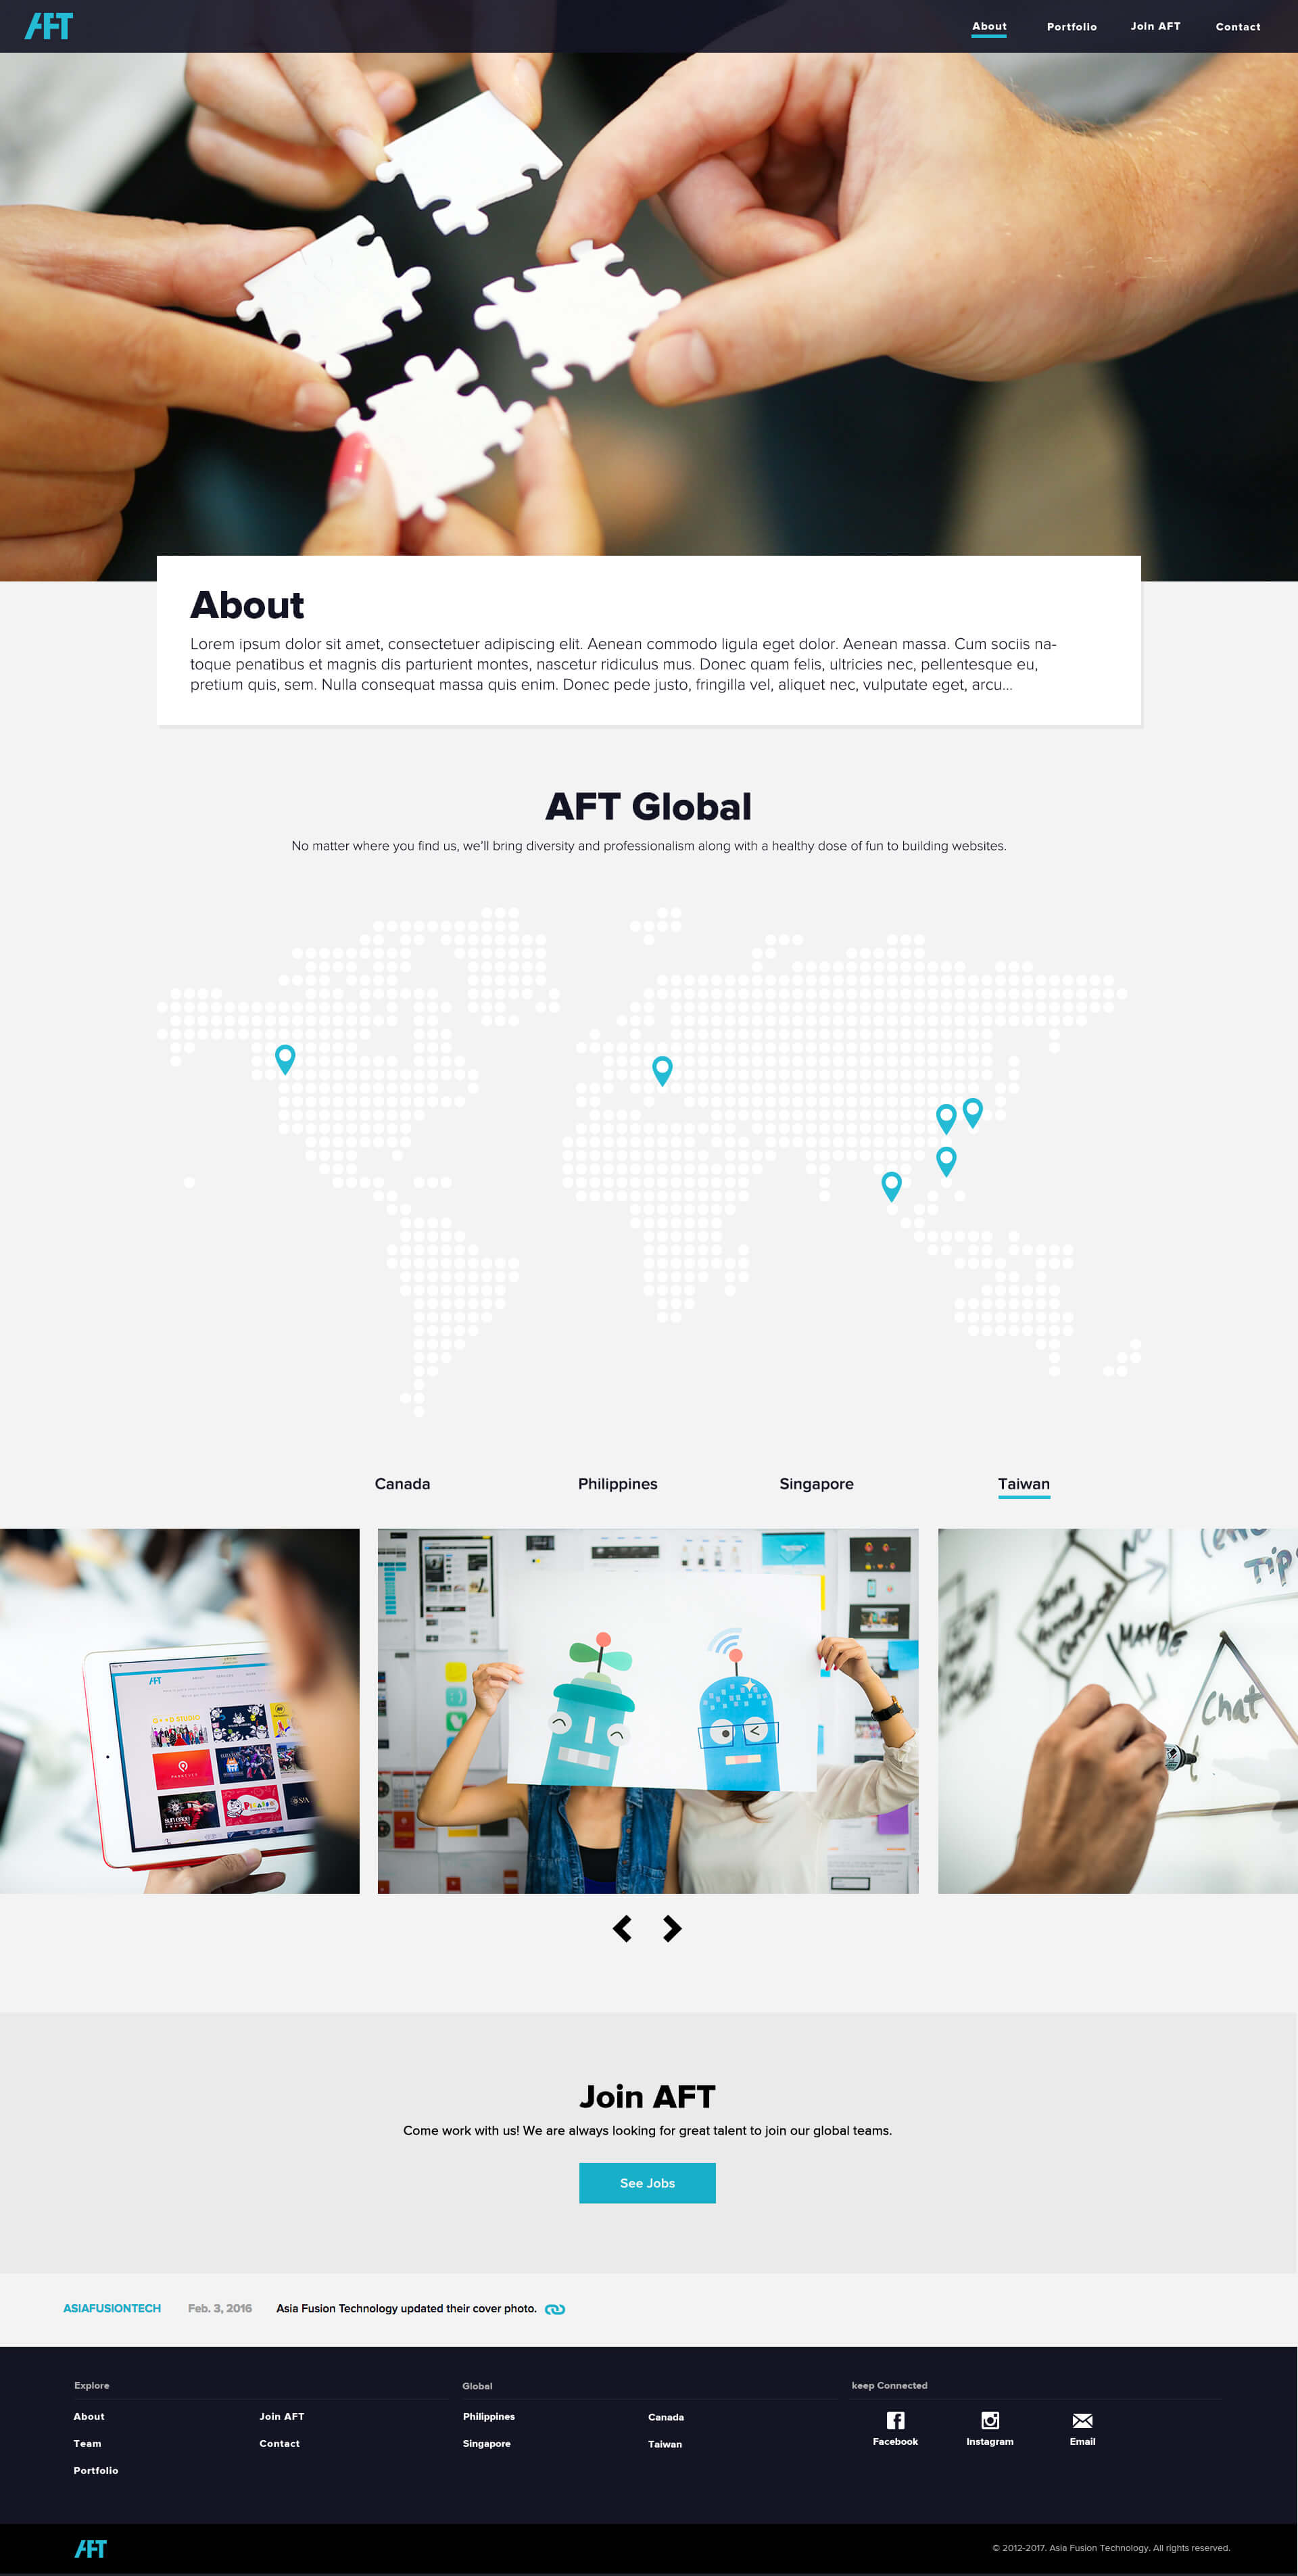 AFT
About
Portfolio
Join AFT
Contact
About
Lorem ipsum dolor sit amet, consectetuer adipiscing elit. Aenean commodo ligula eget dolor. Aenean massa. Cum sociis na-
toque penatibus et magnis dis parturient montes, nascetur ridiculus mus. Donec quam felis, ultricies nec, pellentesque eu,
pretium quis, sem. Nulla consequat massa quis enim. Donec pede justo, fringilla vel, aliquet nec, vulputate eget, arcu...
AFT Global
No matter where you find us, we'll bring diversity and professionalism along with a healthy dose of fun to building websites.
Canada
Philippines
Singapore
Taiwan
AFT
MAYBE
Chat
Join AFT
Come work with us! We are always looking for great talent to join our global teams.
See Jobs
ASIAFUSIONTECH
Feb. 3, 2016
Asia Fusion Technology updated their cover photo.
Explore
About
Join AFT
Team
Contact
Portfolio
Global
Philippines
Canada
Singapore
Taiwan
keep Connected
Facebook
Instagram
Email
AFT
© 2012-2017. Asia Fusion Technology. All rights reserved.